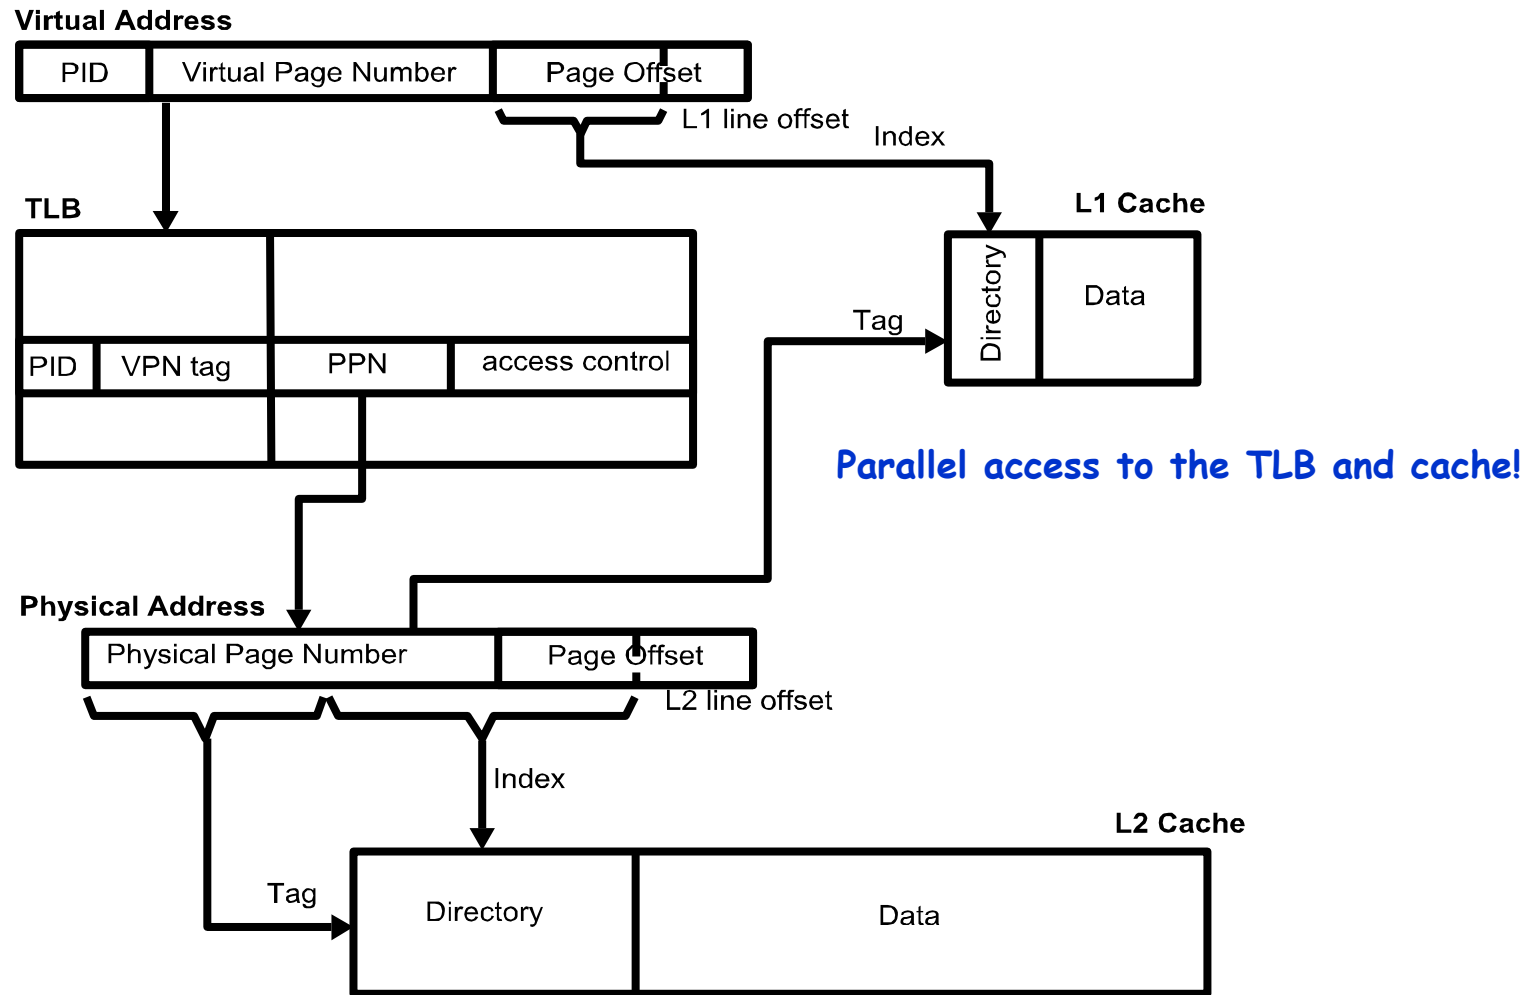 Virtual Address
PID
Virtual Page Number
Page Offset
L1 line offset
Index
TLB
L1 Cache
Directory
Data
Tag
PID
VPN tag
PPN
access control
Parallel access to the TLB and cache!
Physical Address
Physical Page Number
Page Offset
L2 line offset
Index
L2 Cache
Tag
Directory
Data